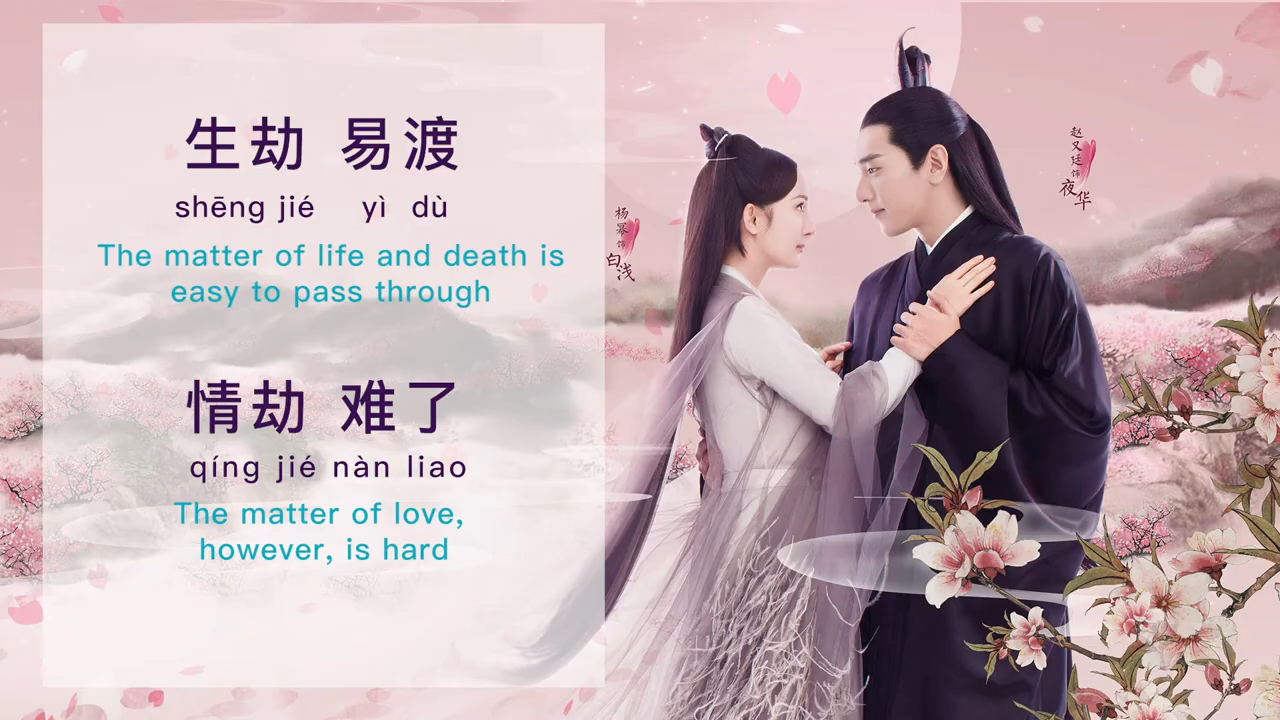 生劫 易渡
shēng jié yì dù
The matter of life and death is
easy to pass through
情劫 难了
qíng jié nàn liao
The matter of love,
however, is hard
杨幂 饰
白浅
赵又廷 饰
夜华